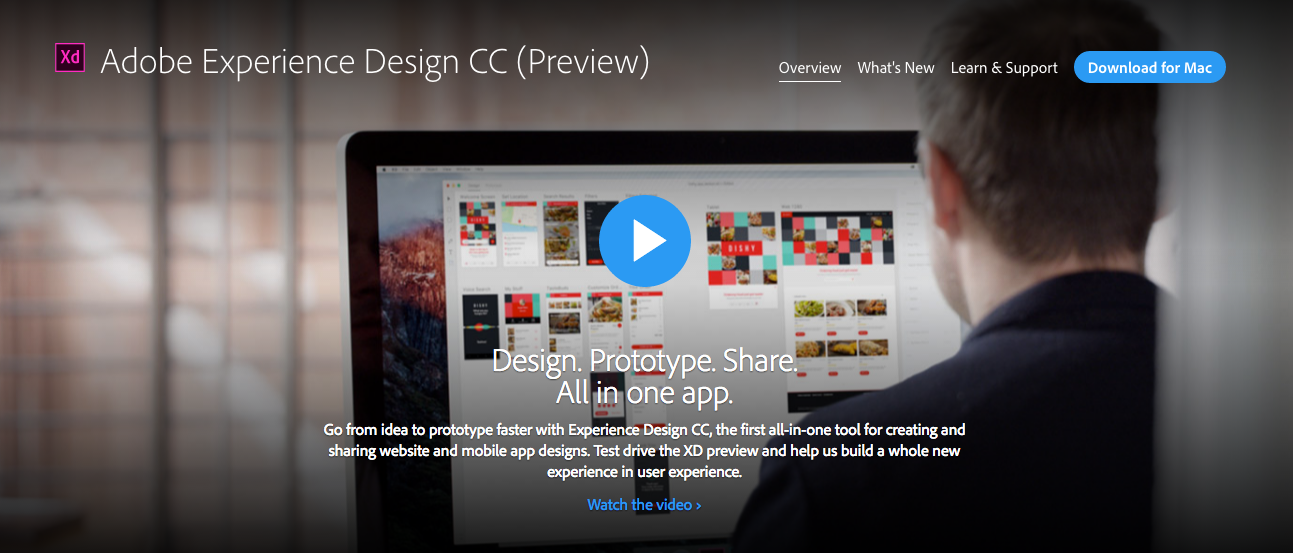 Xd
Adobe Experience Design CC (Preview)
Overview
What's New
Learn & Support
Download for Mac
DISHY
Design. Prototype. Share.
All in one app.
Go from idea to prototype faster with Experience Design CC, the first all-in-one tool for creating and
sharing website and mobile app designs. Test drive the XD preview and help us build a whole new
experience in user experience.
Watch the video ›